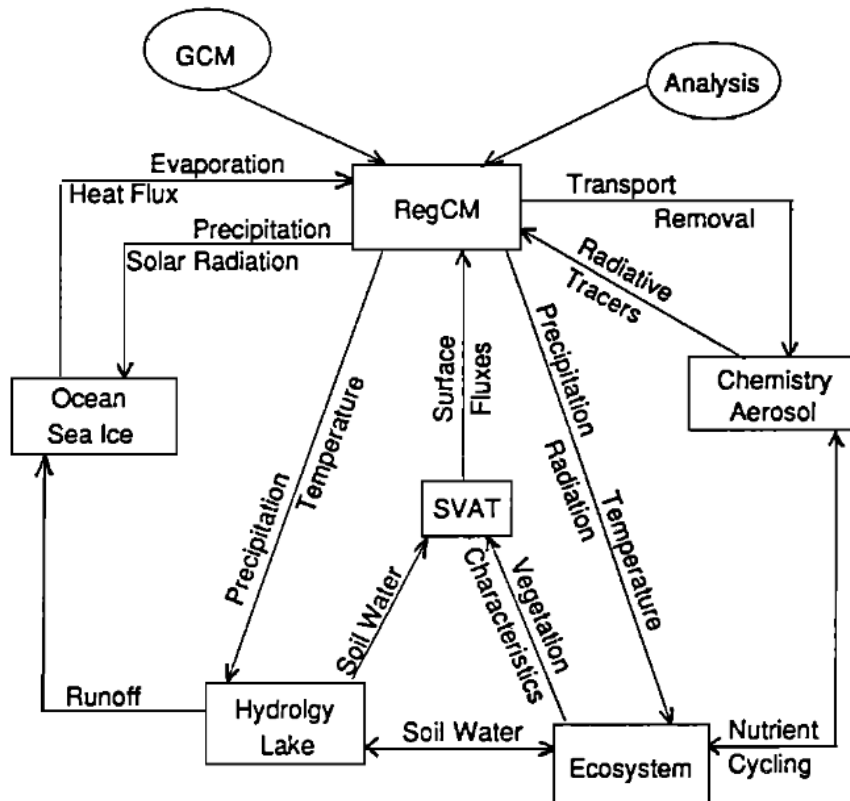 GCM
Analysis
Evaporation
Heat Flux
RegCM
Transport
Removal
Precipitation
Solar Radiation
Radiative
Tracers
Surface
Fluxes
Precipitation
Radiation
Temperature
Ocean
Sea Ice
Chemistry
Aerosol
Precipitation
Temperature
SVAT
Soil Water
Vegetation
Characteristics
Runoff
Hydrolgy
Lake
Soil Water
Ecosystem
Nutrient
Cycling